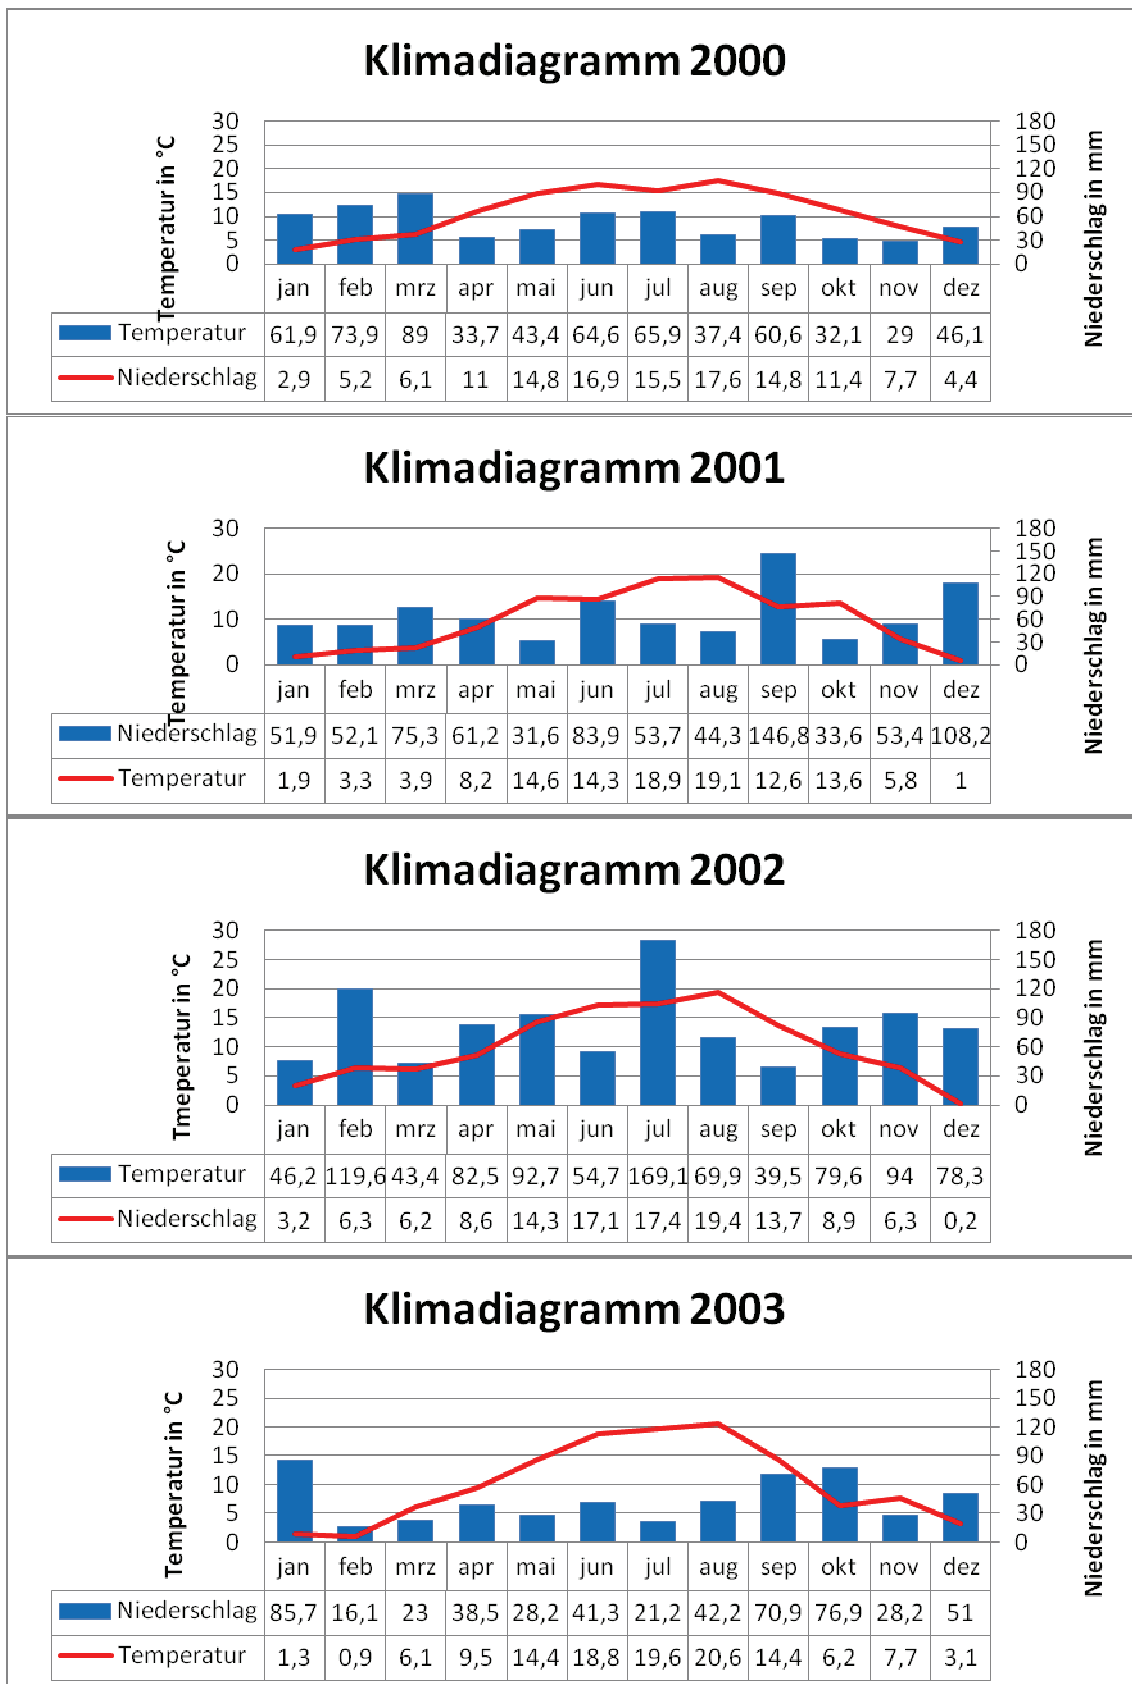 Klimadiagramm 2000
Temperatur in °C
Niederschlag in mm
30 180
25 150
20 120
15 90
10 60
5 30
0 0
jan feb mrz apr mai jun jul aug sep okt nov dez
Temperatur 61,9 73,9 89 33,7 43,4 64,6 65,9 37,4 60,6 32,1 29 46,1
Niederschlag 2,9 5,2 6,1 11 14,8 16,9 15,5 17,6 14,8 11,4 7,7 4,4
Klimadiagramm 2001
Temperatur in °C
Niederschlag in mm
30 180
150
20 120
90
10 60
30
0 0
jan feb mrz apr mai jun jul aug sep okt nov dez
Niederschlag 51,9 52,1 75,3 61,2 31,6 83,9 53,7 44,3 146,8 33,6 53,4 108,2
Temperatur 1,9 3,3 3,9 8,2 14,6 14,3 18,9 19,1 12,6 13,6 5,8 1
Klimadiagramm 2002
Tmeperatur in °C
Niederschlag in mm
30 180
25 150
20 120
15 90
10 60
5 30
0 0
jan feb mrz apr mai jun jul aug sep okt nov dez
Temperatur 46,2 119,6 43,4 82,5 92,7 54,7 169,1 69,9 39,5 79,6 94 78,3
Niederschlag 3,2 6,3 6,2 8,6 14,3 17,1 17,4 19,4 13,7 8,9 6,3 0,2
Klimadiagramm 2003
Temperatur in °C
Niederschlag in mm
30 180
25 150
20 120
15 90
10 60
5 30
0 0
jan feb mrz apr mai jun jul aug sep okt nov dez
Niederschlag 85,7 16,1 23 38,5 28,2 41,3 21,2 42,2 70,9 76,9 28,2 51
Temperatur 1,3 0,9 6,1 9,5 14,4 18,8 19,6 20,6 14,4 6,2 7,7 3,1